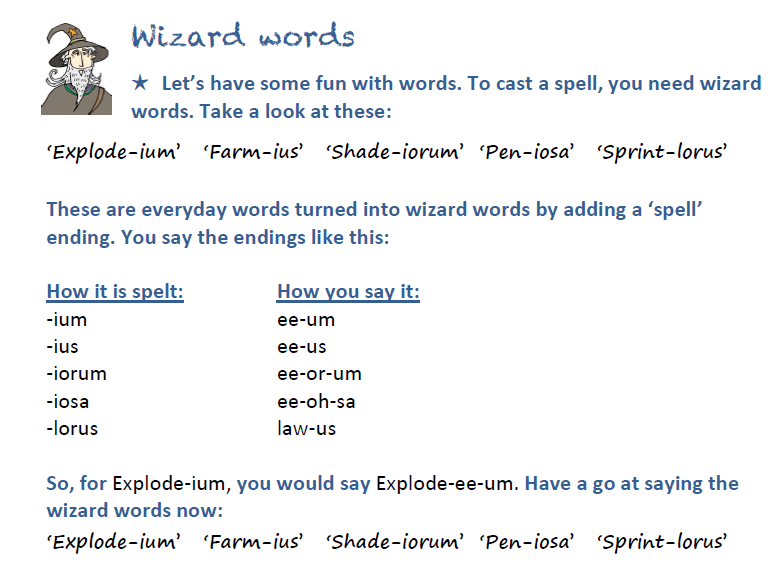 Wizard words
★ Let’s have some fun with words. To cast a spell, you need wizard
words. Take a look at these:
‘Explode-ium’ ‘Farm-ius’ ‘Shade-iorum’ ‘Pen-iosa’ ‘Sprint-lorus’
These are everyday words turned into wizard words by adding a ‘spell’
ending. You say the endings like this:
How it is spelt: How you say it:
-ium ee-um
-ius ee-us
-iorum ee-or-um
-iosa ee-oh-sa
-lorus law-us
So, for Explode-ium, you would say Explode-ee-um. Have a go at saying the
wizard words now:
‘Explode-ium’ ‘Farm-ius’ ‘Shade-iorum’ ‘Pen-iosa’ ‘Sprint-lorus’